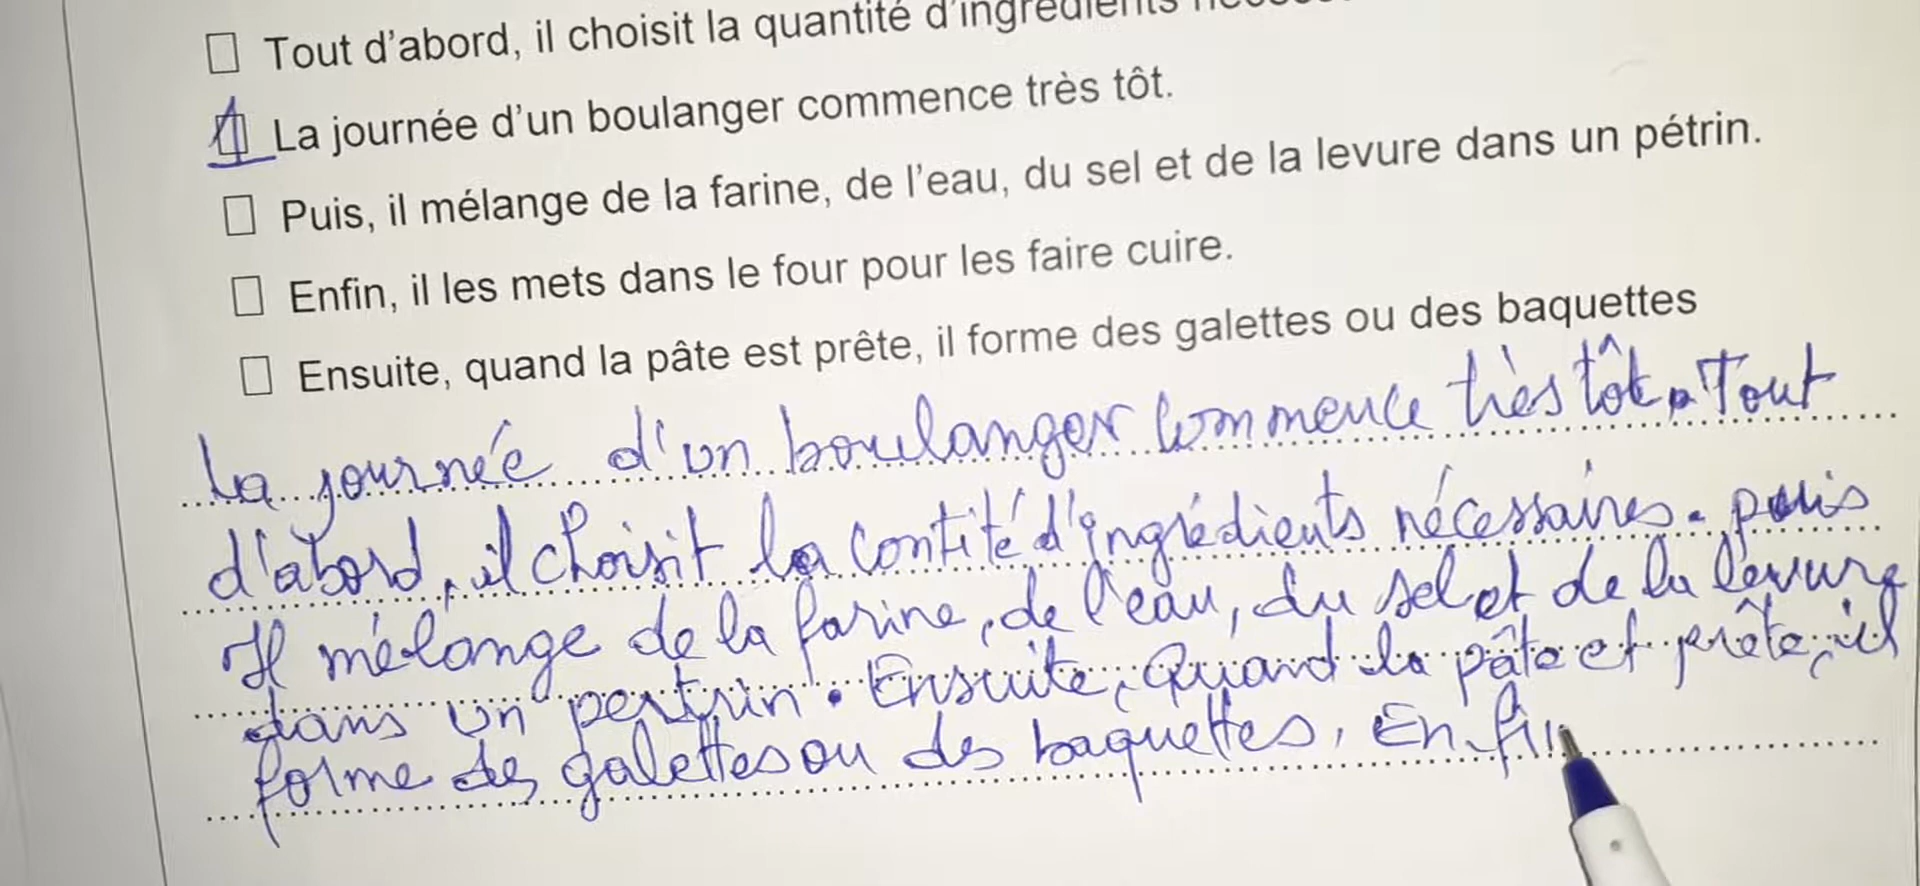 Tout d'abord, il choisit la quantité d'ingrédients
1 La journée d'un boulanger commence très tôt.
Puis, il mélange de la farine, de l'eau, du sel et de la levure dans un pétrin.
Enfin, il les mets dans le four pour les faire cuire.
Ensuite, quand la pâte est prête, il forme des galettes ou des baquettes
La journée d'un boulanger commence très tôt. Tout
d'abord, il choisit la contité d'ingrédients nécessaires. puis
Il mélange de la farine, de l'eau, du sel et de la levure
dans un pertrin. Ensuite, Quand la pâte et prête, il
forme des galettes ou des baquettes, Enfin